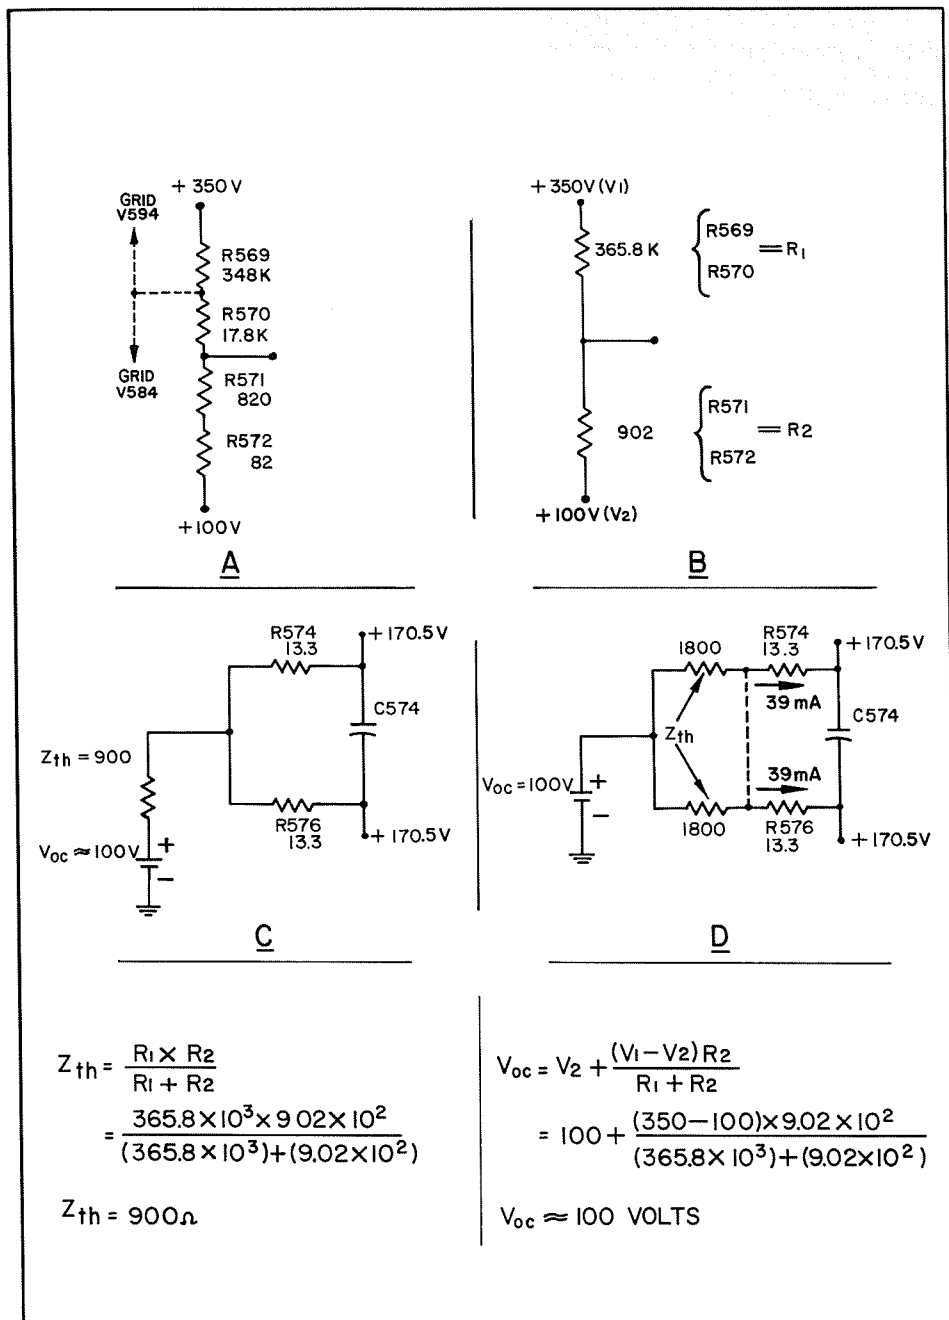 + 350V
GRID
V594
R569
348K
R570
17.8K
GRID
V584
R571
820
R572
82
+100V
A
+ 350V (V1)
365.8 K
R569
R570
= R1
902
R571
R572
= R2
+100V (V2)
B
R574
13.3
+ 170.5V
C574
Zth = 900
R576
13.3
+ 170.5V
Voc ≈ 100V
+
−
C
1800
R574
13.3
+ 170.5V
39 mA
C574
Zth
Voc = 100V
+
−
39mA
1800
R576
13.3
+ 170.5V
D
Zth = R1 × R2 / R1 + R2
= 365.8 × 10³ × 9 02 × 10² / (365.8 × 10³) + (9.02 × 10²)
Zth = 900Ω
Voc = V2 + (V1 − V2) R2 / R1 + R2
= 100 + (350 − 100) × 9.02 × 10² / (365.8 × 10³) + (9.02 × 10²)
Voc ≈ 100 VOLTS